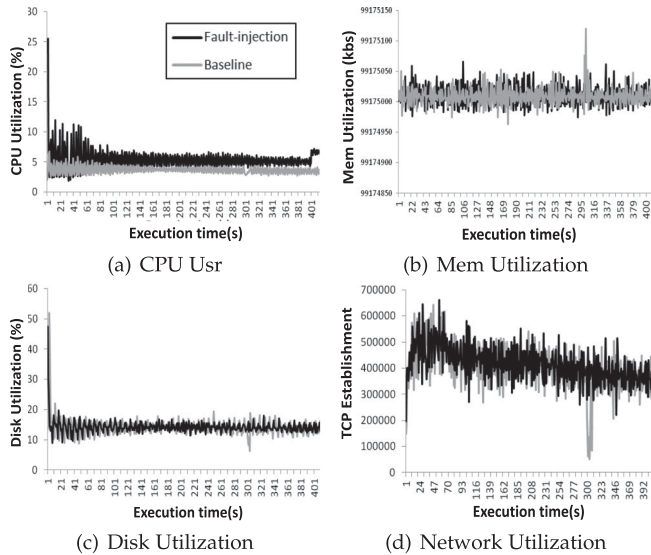 30
25
20
15
10
5
0
CPU Utilization (%)
Fault-injection
Baseline
1 21 41 61 81 101 121 141 161 181 201 221 241 261 281 301 321 341 361 381 401
Execution time(s)
(a) CPU Usr
99175150
99175100
99175050
99175000
99174950
99174900
99174850
Mem Utilization (kbs)
1 22 43 64 85 106 127 148 169 190 211 232 253 274 295 316 337 358 379 400
Execution time(s)
(b) Mem Utilization
60
50
40
30
20
10
0
Disk Utilization (%)
1 21 41 61 81 101 121 141 161 181 201 221 241 261 281 301 321 341 361 381 401
Execution time(s)
(c) Disk Utilization
700000
600000
500000
400000
300000
200000
100000
0
TCP Establishment
1 24 47 70 93 116 139 162 185 208 231 254 277 300 323 346 369 392
Execution time(s)
(d) Network Utilization